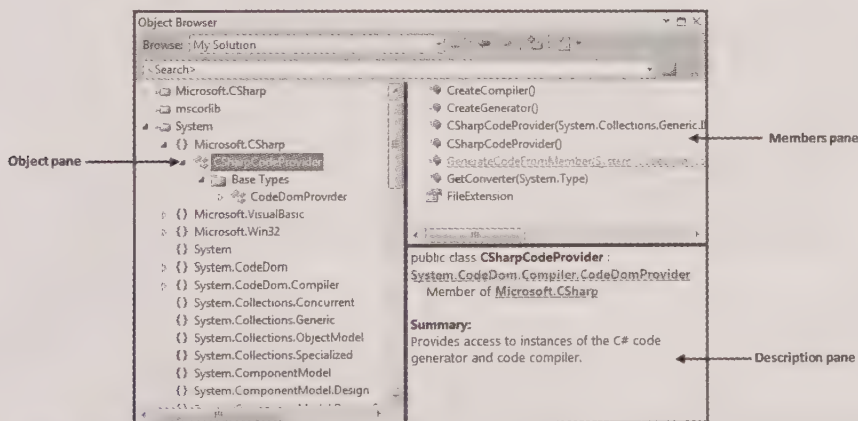 Object Browser
Browse: My Solution
<Search>
Microsoft.CSharp
mscorlib
System
{} Microsoft.CSharp
CSharpCodeProvider
Base Types
CodeDomProvider
{} Microsoft.VisualBasic
{} Microsoft.Win32
{} System
{} System.CodeDom
{} System.CodeDom.Compiler
{} System.Collections.Concurrent
{} System.Collections.Generic
{} System.Collections.ObjectModel
{} System.Collections.Specialized
{} System.ComponentModel
{} System.ComponentModel.Design
Object pane
CreateCompiler()
CreateGenerator()
CSharpCodeProvider(System.Collections.Generic.I
CSharpCodeProvider()
GenerateCodeFromMember(System
GetConverter(System.Type)
FileExtension
Members pane
public class CSharpCodeProvider :
System.CodeDom.Compiler.CodeDomProvider
Member of Microsoft.CSharp
Summary:
Provides access to instances of the C# code
generator and code compiler.
Description pane